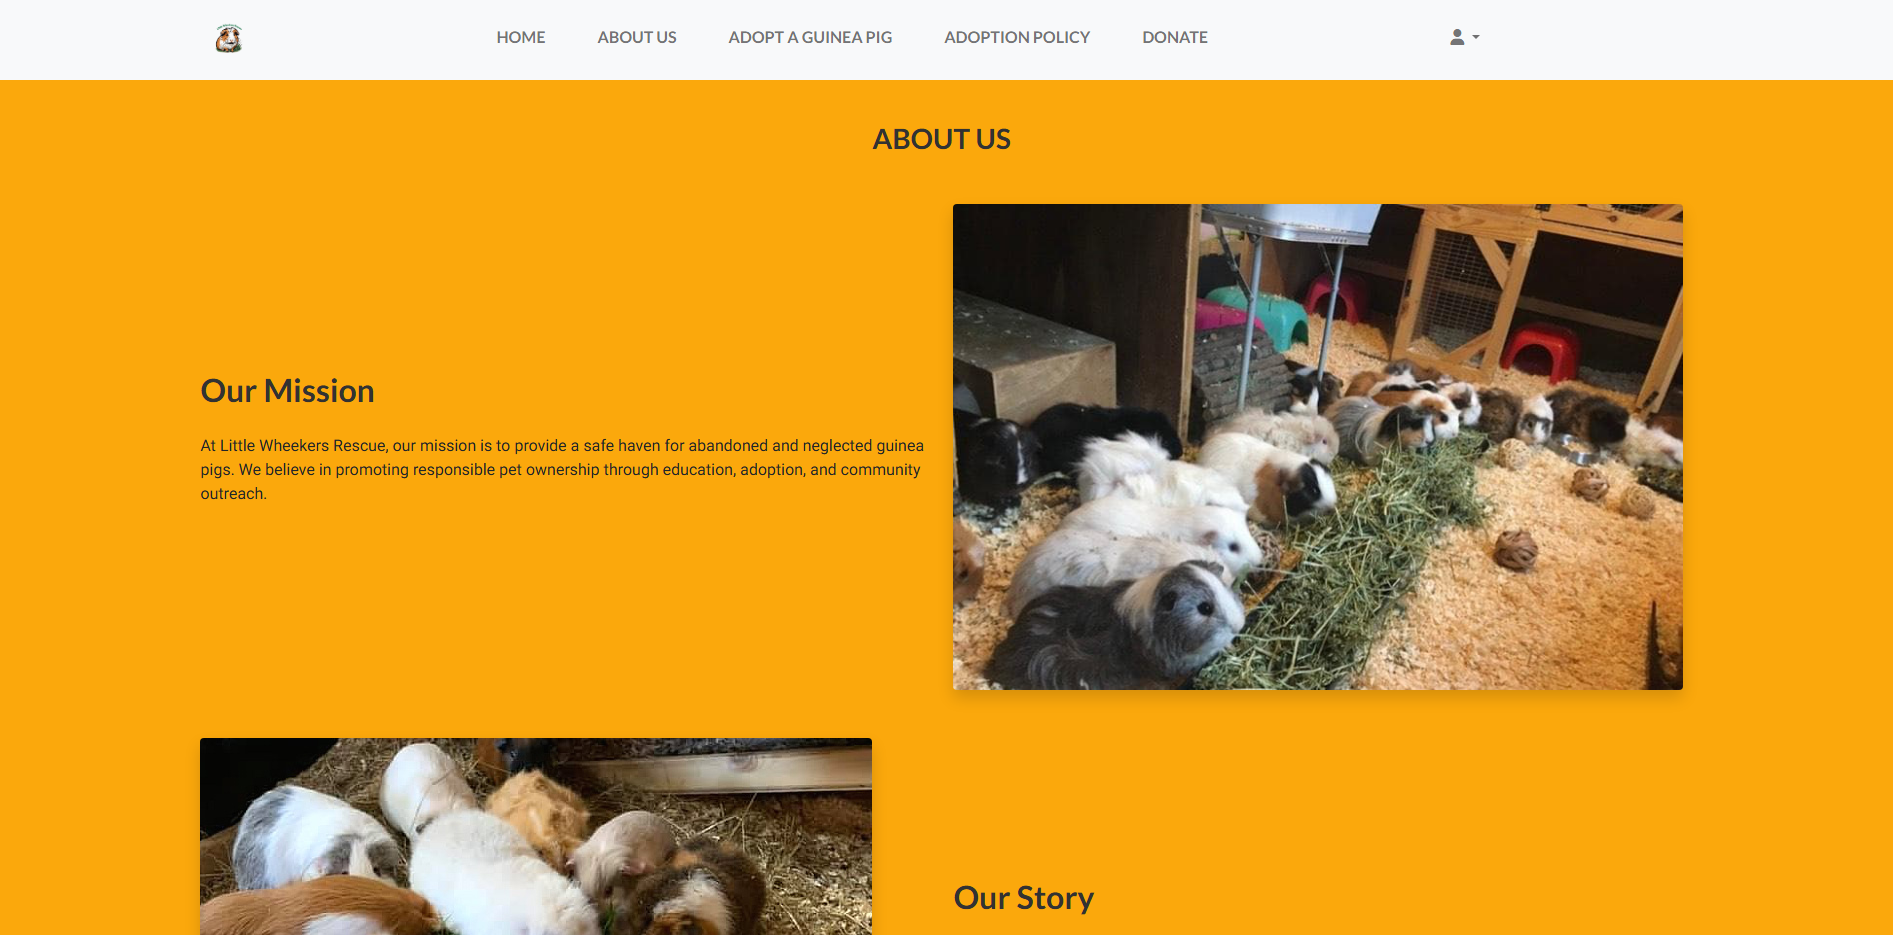 HOME
ABOUT US
ADOPT A GUINEA PIG
ADOPTION POLICY
DONATE
ABOUT US
Our Mission
At Little Wheekers Rescue, our mission is to provide a safe haven for abandoned and neglected guinea
pigs. We believe in promoting responsible pet ownership through education, adoption, and community
outreach.
Our Story